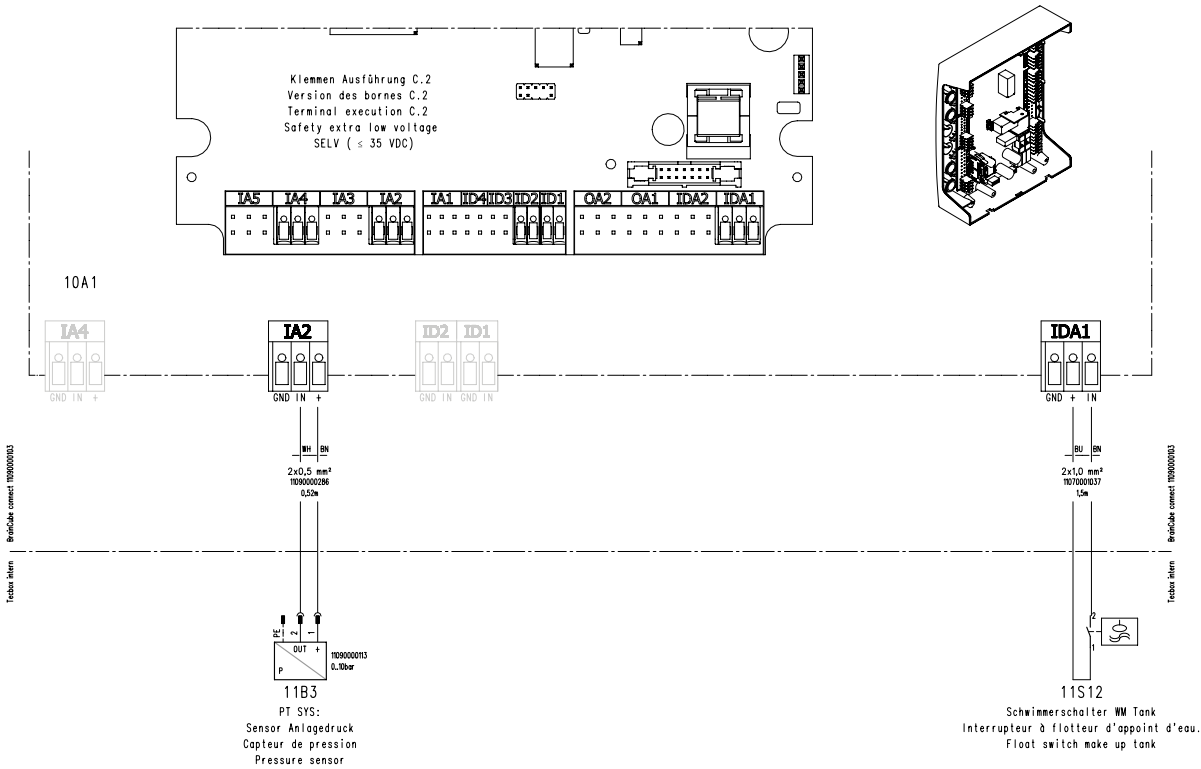 Klemmen Ausführung C.2
Version des bornes C.2
Terminal execution C.2
Safety extra low voltage
SELV ( ≤ 35 VDC)
IA5 IA4 IA3 IA2 IA1 ID4 ID3 ID2 ID1 OA2 OA1 IDA2 IDA1
10A1
IA4 IA2 ID2 ID1 IDA1
GND IN + GND IN + GND IN GND IN GND + IN
WH BN
2x0,5 mm²
11090000286
0,52m
BU BN
2x1,0 mm²
11070001037
1,5m
BrainCube connect 11090000103
Tecbox intern
BrainCube connect 11090000103
Tecbox intern
PE 2 1
OUT +
P
11090000113
0..10bar
11B3
PT SYS:
Sensor Anlagedruck
Capteur de pression
Pressure sensor
2
1
11S12
Schwimmerschalter WM Tank
Interrupteur à flotteur d'appoint d'eau.
Float switch make up tank